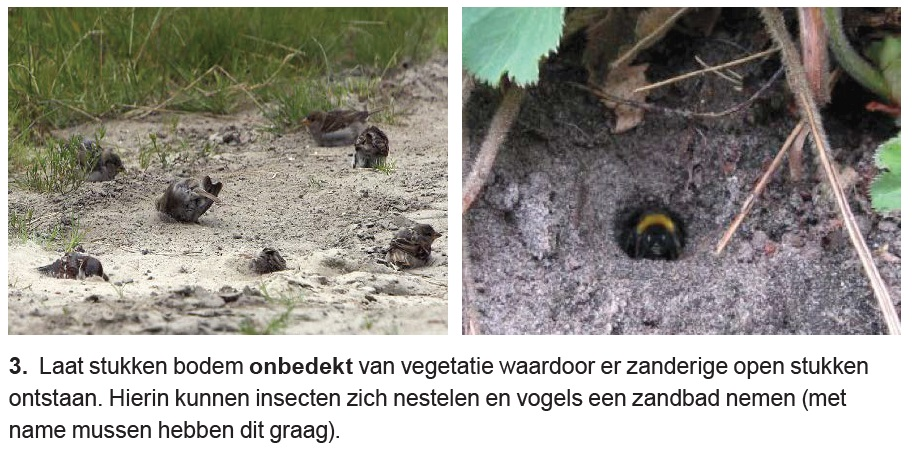 3. Laat stukken bodem onbedekt van vegetatie waardoor er zanderige open stukken
ontstaan. Hierin kunnen insecten zich nestelen en vogels een zandbad nemen (met
name mussen hebben dit graag).